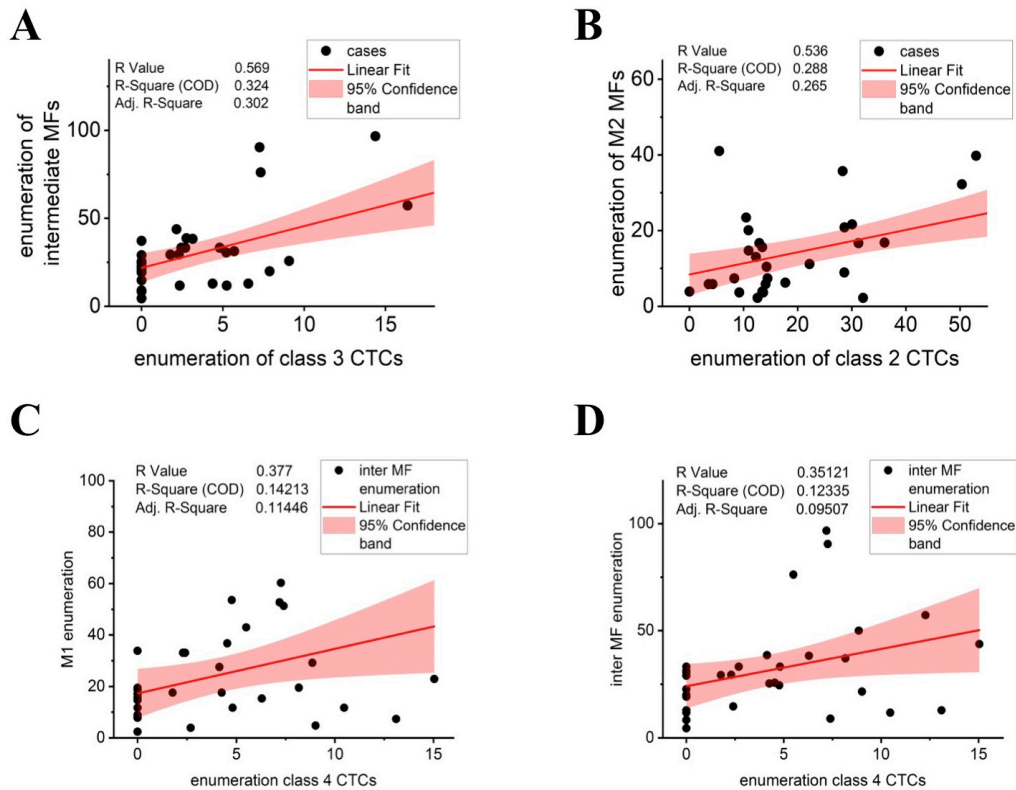 A
R Value 0.569
R-Square (COD) 0.324
Adj. R-Square 0.302
cases
Linear Fit
95% Confidence
band
enumeration of
intermediate MFs
100
50
0
0 5 10 15
enumeration of class 3 CTCs
B
R Value 0.536
R-Square (COD) 0.288
Adj. R-Square 0.265
cases
Linear Fit
95% Confidence
band
enumeration of M2 MFs
60
40
20
0
0 10 20 30 40 50
enumeration of class 2 CTCs
C
R Value 0.377
R-Square (COD) 0.14213
Adj. R-Square 0.11446
inter MF
enumeration
Linear Fit
95% Confidence
band
M1 enumeration
100
80
60
40
20
0
0 5 10 15
enumeration class 4 CTCs
D
R Value 0.35121
R-Square (COD) 0.12335
Adj. R-Square 0.09507
inter MF
enumeration
Linear Fit
95% Confidence
band
inter MF enumeration
100
50
0
0 5 10 15
enumeration class 4 CTCs